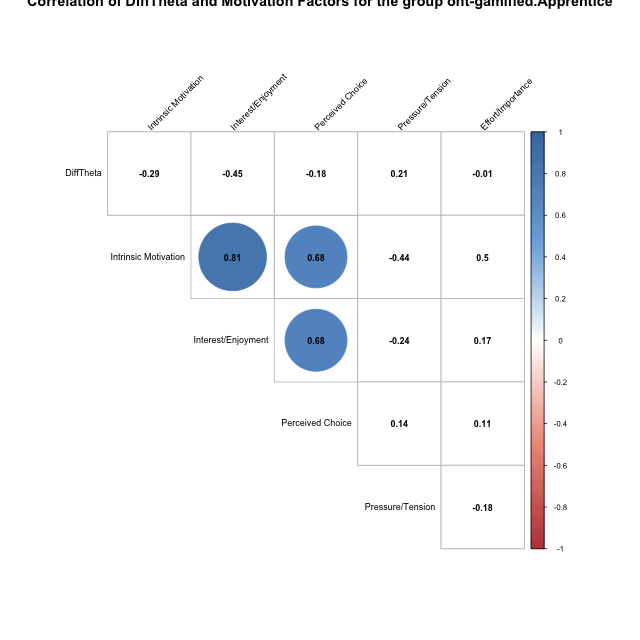 Correlation of DiffTheta and Motivation Factors for the group ont-gamified.Apprentice
Intrinsic Motivation
Interest/Enjoyment
Perceived Choice
Pressure/Tension
Effort/Importance
DiffTheta
-0.29
-0.45
-0.18
0.21
-0.01
Intrinsic Motivation
0.81
0.68
-0.44
0.5
Interest/Enjoyment
0.68
-0.24
0.17
Perceived Choice
0.14
0.11
Pressure/Tension
-0.18
1
0.8
0.6
0.4
0.2
0
-0.2
-0.4
-0.6
-0.8
-1